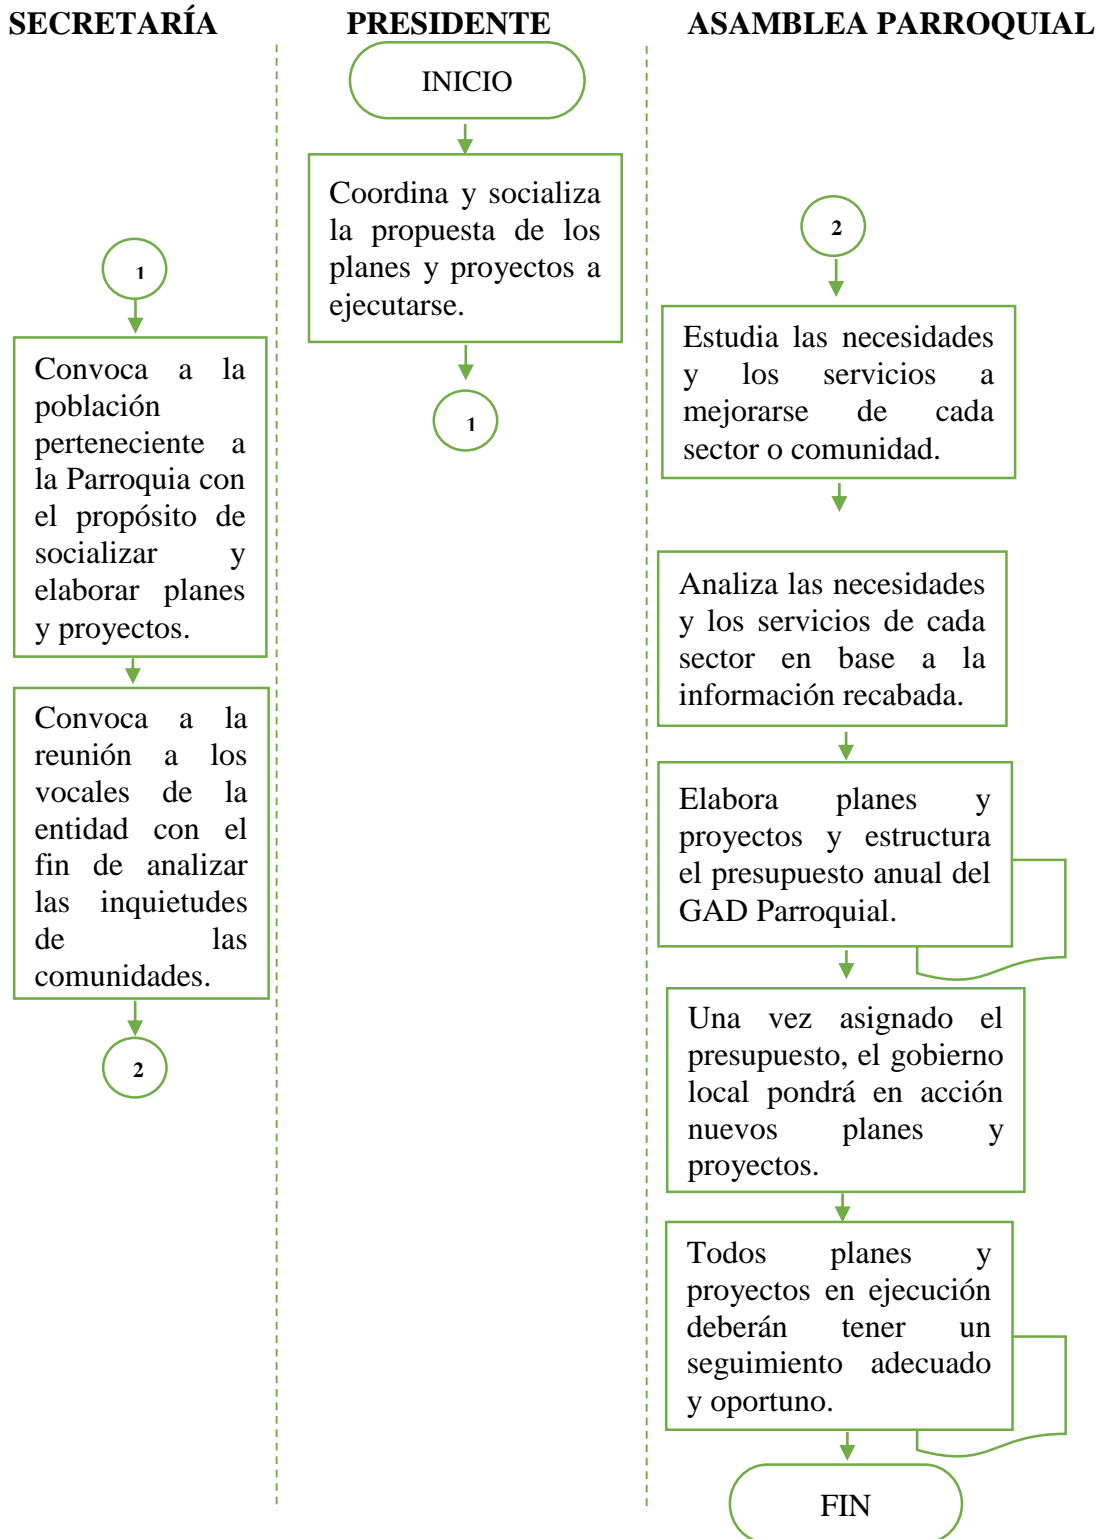 SECRETARÍA
PRESIDENTE
ASAMBLEA PARROQUIAL
INICIO
Coordina y socializa
la propuesta de los
planes y proyectos a
ejecutarse.
1
1
Convoca a la
población
perteneciente a
la Parroquia con
el propósito de
socializar y
elaborar planes
y proyectos.
Convoca a la
reunión a los
vocales de la
entidad con el
fin de analizar
las inquietudes
de las
comunidades.
2
2
Estudia las necesidades
y los servicios a
mejorarse de cada
sector o comunidad.
Analiza las necesidades
y los servicios de cada
sector en base a la
información recabada.
Elabora planes y
proyectos y estructura
el presupuesto anual del
GAD Parroquial.
Una vez asignado el
presupuesto, el gobierno
local pondrá en acción
nuevos planes y
proyectos.
Todos planes y
proyectos en ejecución
deberán tener un
seguimiento adecuado
y oportuno.
FIN